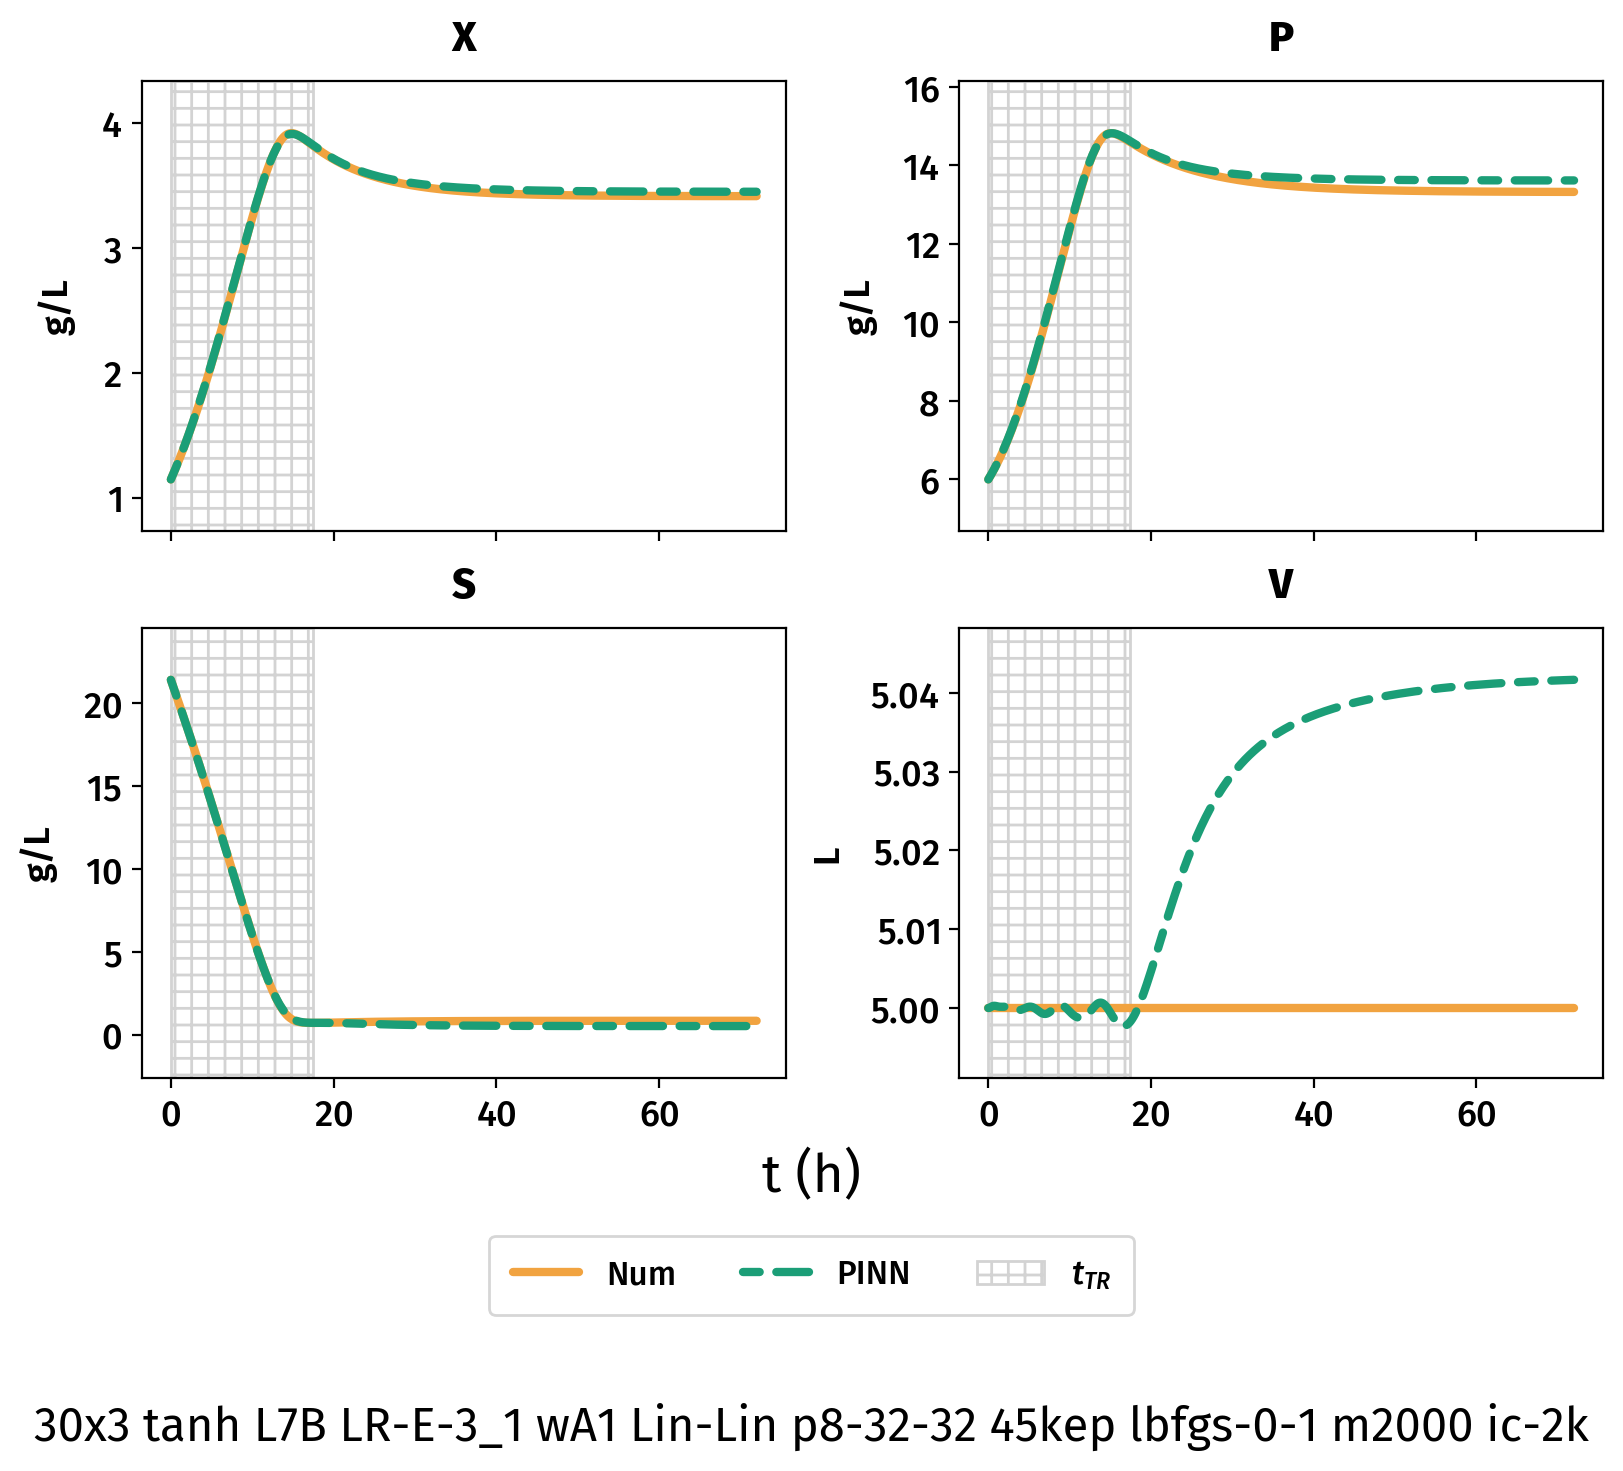 X
P
4
3
2
1
g/L
16
14
12
10
8
6
g/L
S
V
20
15
10
5
0
g/L
5.04
5.03
5.02
5.01
5.00
L
0 20 40 60
0 20 40 60
t (h)
Num PINN t_TR
30x3 tanh L7B LR-E-3_1 wA1 Lin-Lin p8-32-32 45kep lbfgs-0-1 m2000 ic-2k